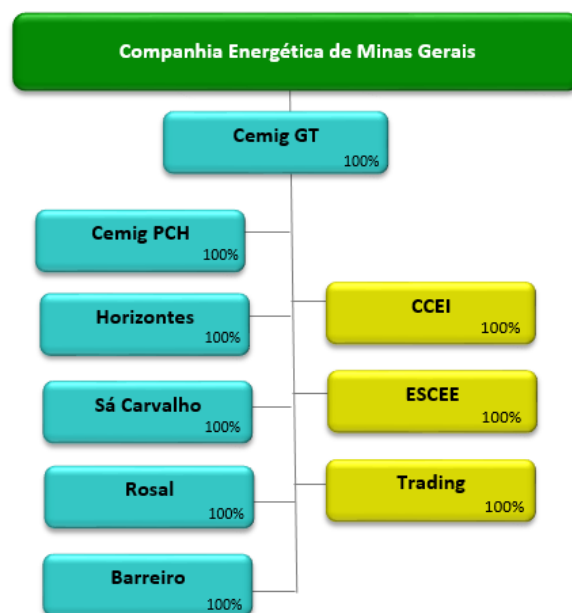 Companhia Energética de Minas Gerais
Cemig GT
100%
Cemig PCH
100%
Horizontes
100%
Sá Carvalho
100%
Rosal
100%
Barreiro
100%
CCEI
100%
ESCEE
100%
Trading
100%